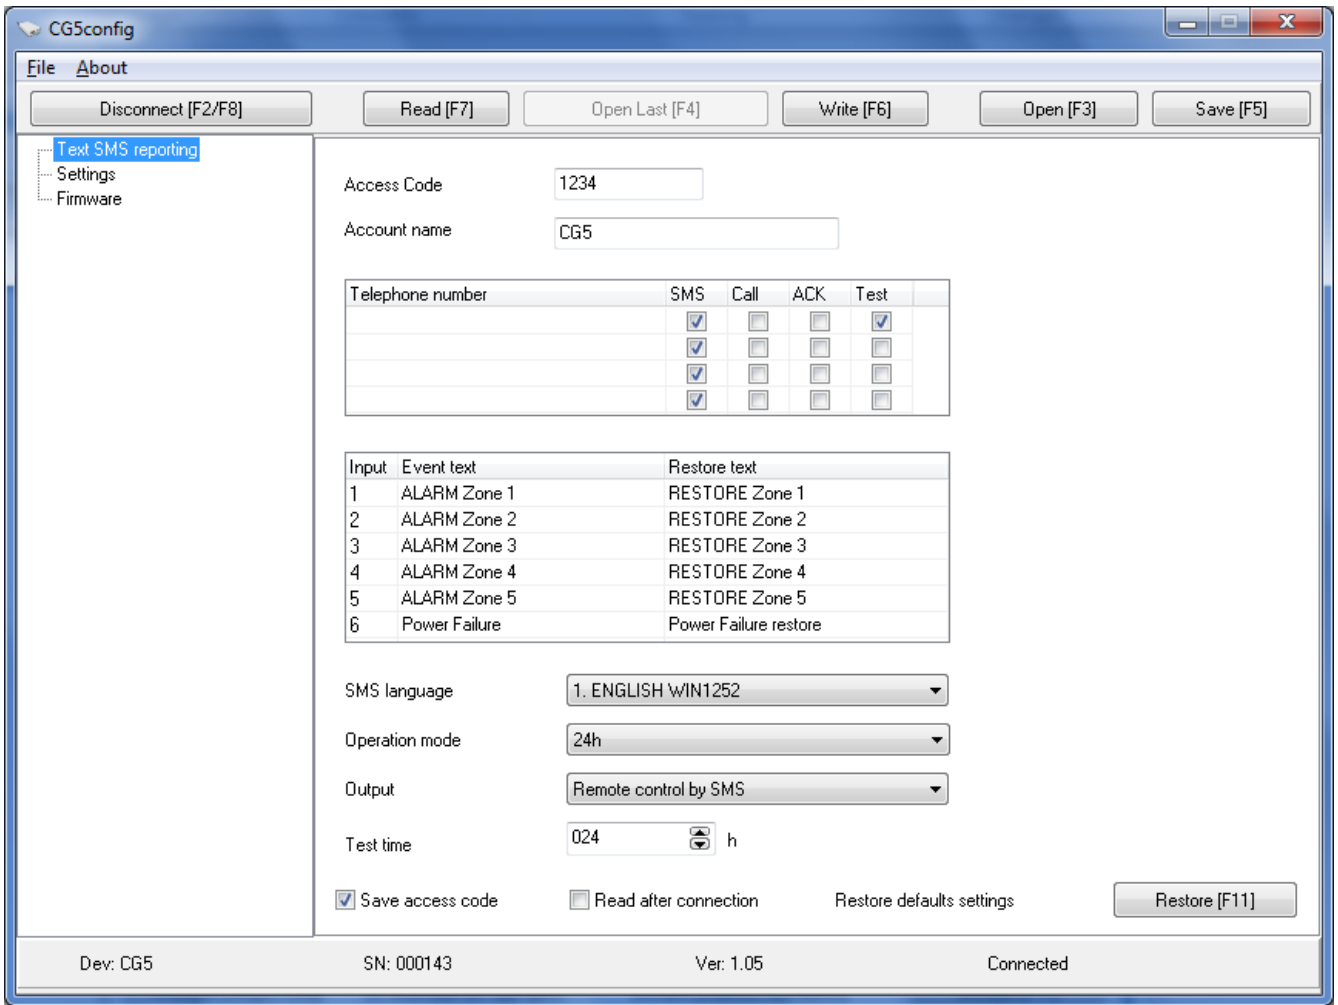 CG5config
File About
Disconnect [F2/F8] Read [F7] Open Last [F4] Write [F6] Open [F3] Save [F5]
Text SMS reporting
Settings
Firmware
Access Code 1234
Account name CG5
Telephone number SMS Call ACK Test
Input Event text Restore text
1 ALARM Zone 1 RESTORE Zone 1
2 ALARM Zone 2 RESTORE Zone 2
3 ALARM Zone 3 RESTORE Zone 3
4 ALARM Zone 4 RESTORE Zone 4
5 ALARM Zone 5 RESTORE Zone 5
6 Power Failure Power Failure restore
SMS language 1. ENGLISH WIN1252
Operation mode 24h
Output Remote control by SMS
Test time 024 h
Save access code Read after connection Restore defaults settings Restore [F11]
Dev: CG5 SN: 000143 Ver: 1.05 Connected